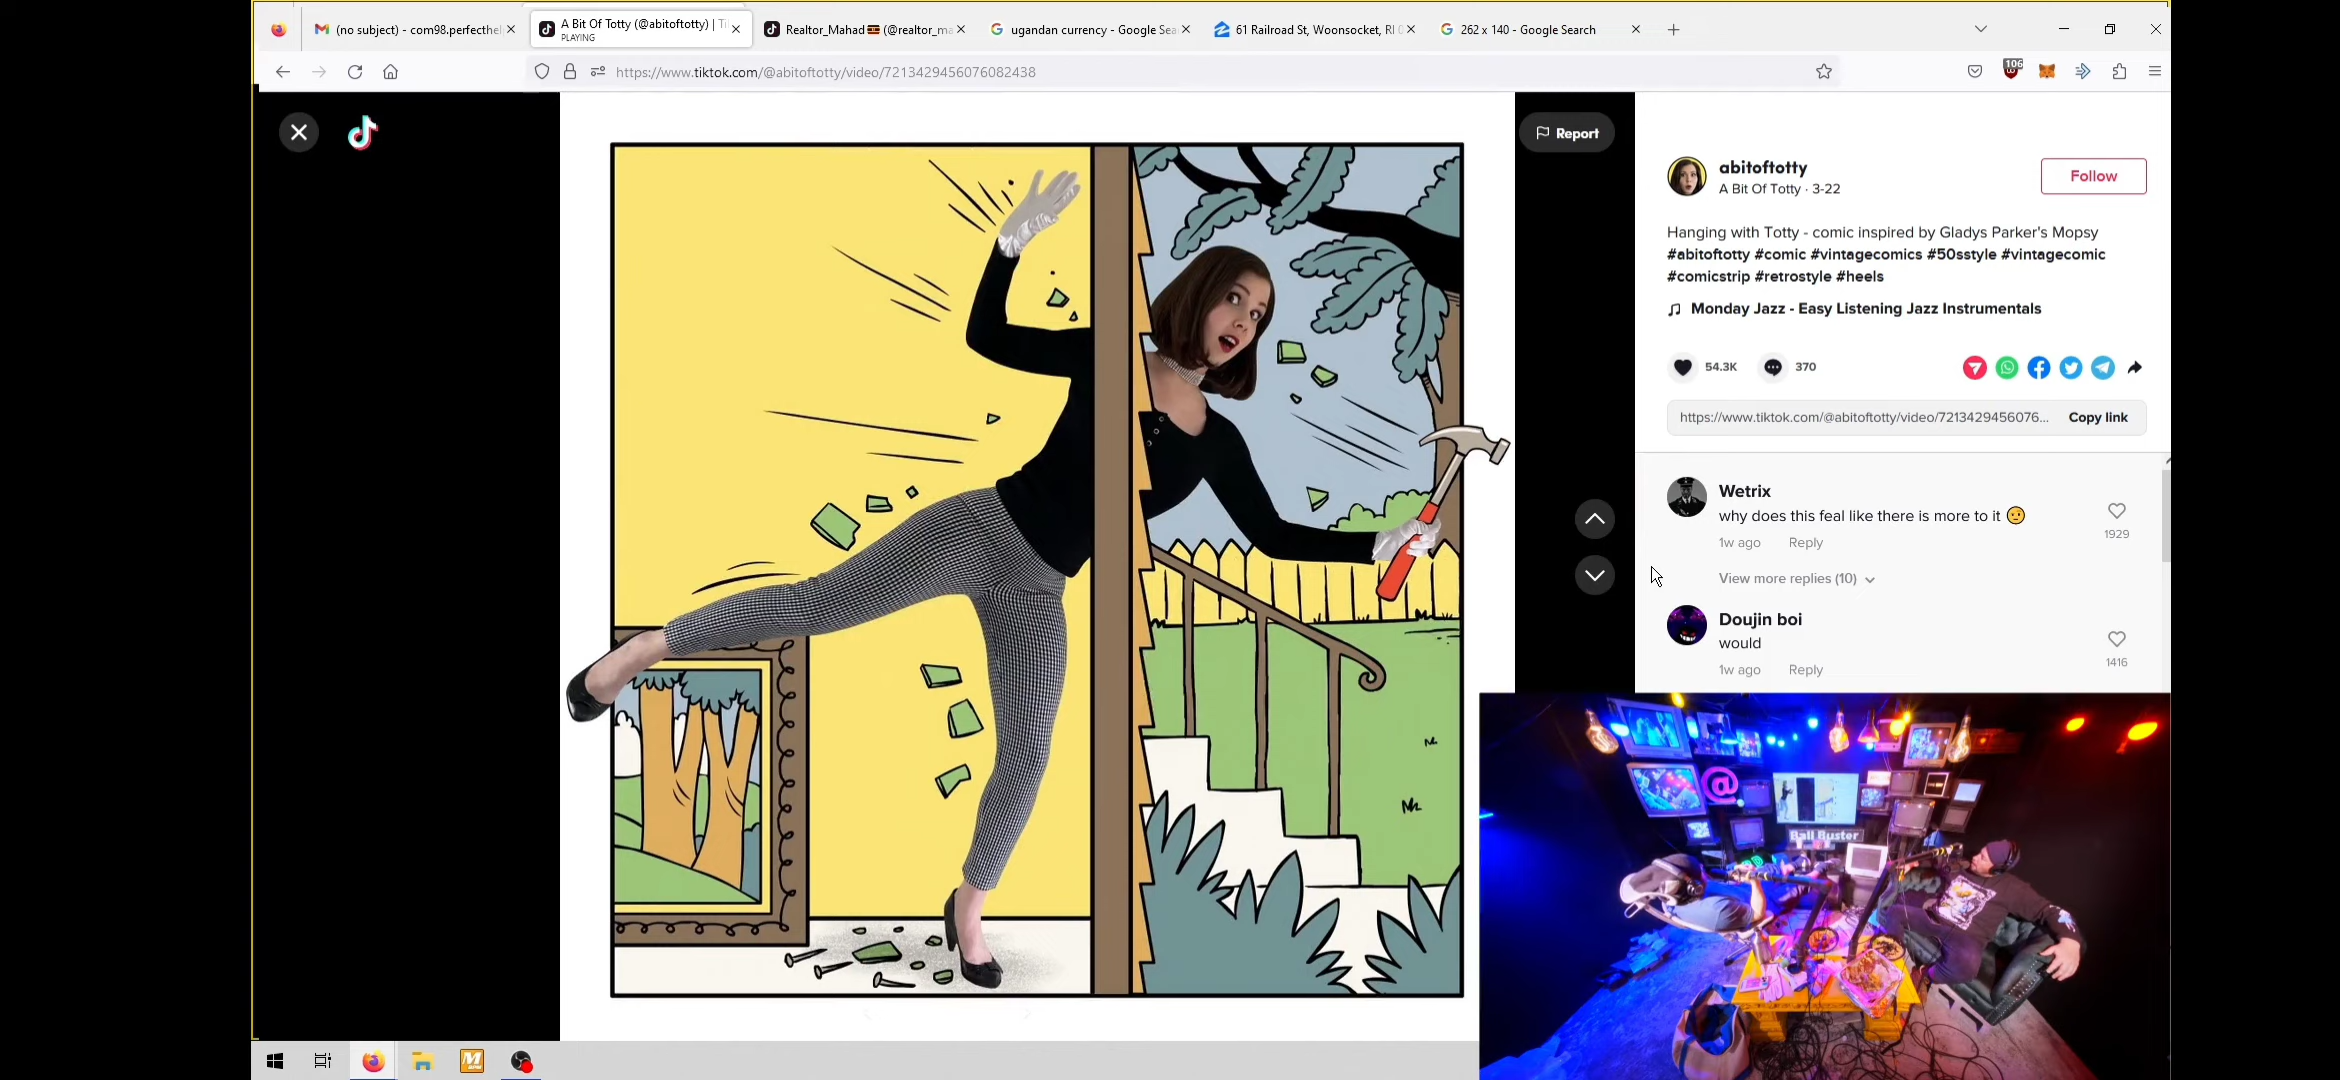 (no subject) - com98.perfecthe
A Bit Of Totty (@abitoftotty) | Ti
PLAYING
Realtor_Mahad 🇺🇬 (@realtor_ma
ugandan currency - Google Sea
61 Railroad St, Woonsocket, RI 0
262 x 140 - Google Search
https://www.tiktok.com/@abitoftotty/video/7213429456076082438
106
Report
abitoftotty
A Bit Of Totty · 3-22
Follow
Hanging with Totty - comic inspired by Gladys Parker's Mopsy
#abitoftotty #comic #vintagecomics #50sstyle #vintagecomic
#comicstrip #retrostyle #heels
Monday Jazz - Easy Listening Jazz Instrumentals
54.3K
370
https://www.tiktok.com/@abitoftotty/video/7213429456076...
Copy link
Wetrix
why does this feal like there is more to it 🫡
1w ago
Reply
1929
View more replies (10)
Doujin boi
would
1w ago
Reply
1416
@
Ball Buster